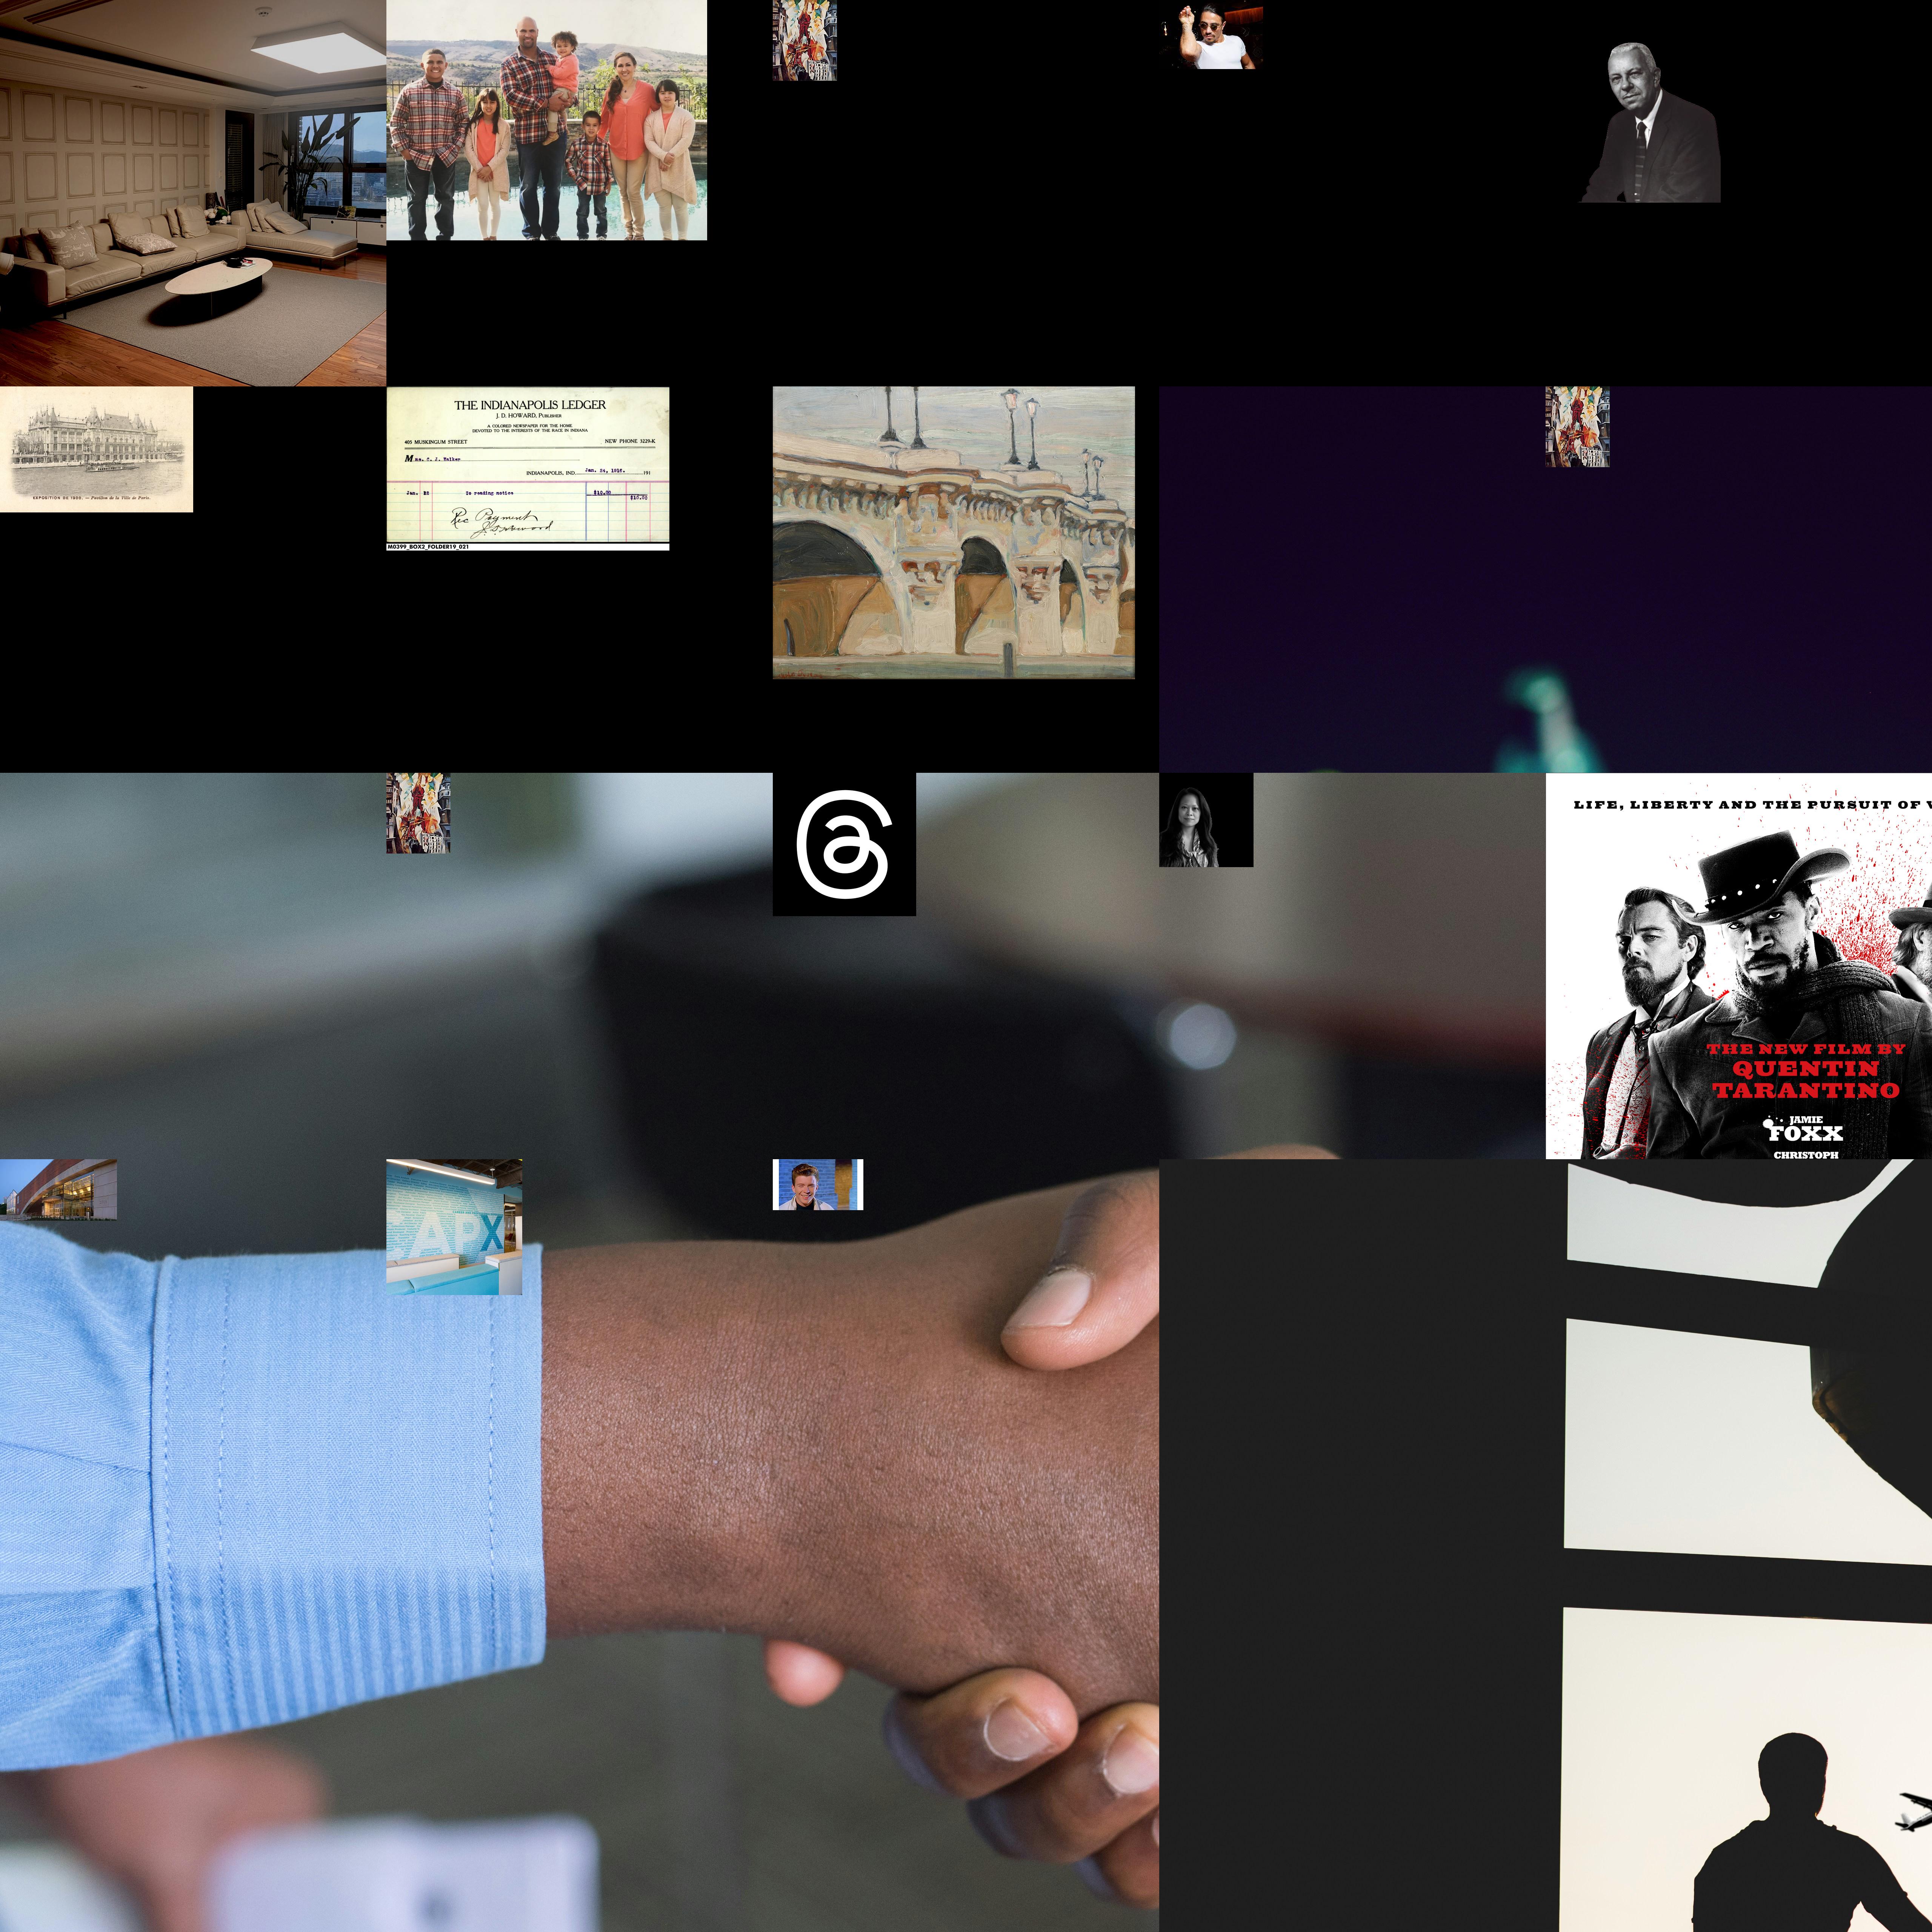 EXPOSITION DE 1900. — Pavillon de la Ville de Paris.
THE INDIANAPOLIS LEDGER
J. D. HOWARD, Publisher
A COLORED NEWSPAPER FOR THE HOME
DEVOTED TO THE INTERESTS OF THE RACE IN INDIANA
405 MUSKINGUM STREET NEW PHONE 3229-K
Mme. C. J. Walker
INDIANAPOLIS, IND. Jan. 24, 1916. 191
Jan. To reading notice $10.00
$10.00
Rec Payment
M0399_BOX2_FOLDER19_021
LIFE, LIBERTY AND THE PURSUIT OF
THE NEW FILM BY
QUENTIN
TARANTINO
JAMIE
FOXX
CHRISTOPH
APX